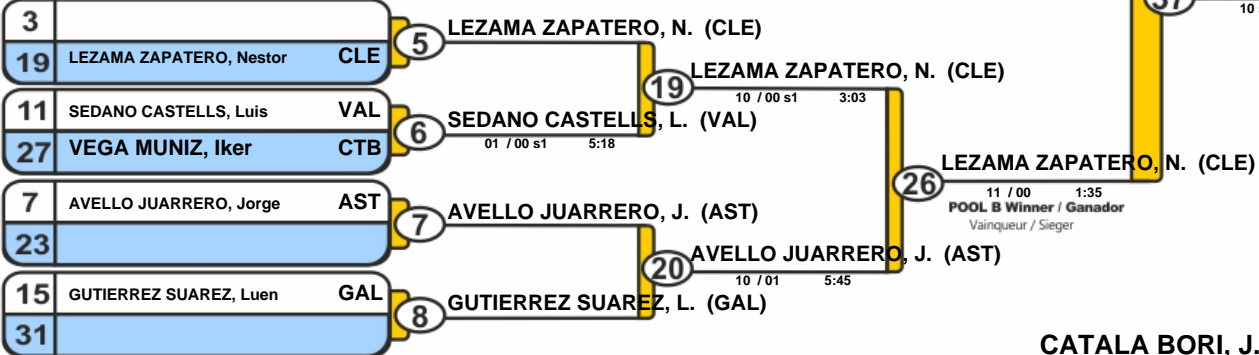 37
10
3
19 LEZAMA ZAPATERO, Nestor CLE
5 LEZAMA ZAPATERO, N. (CLE)
11 SEDANO CASTELLS, Luis VAL
27 VEGA MUNIZ, Iker CTB
6 SEDANO CASTELLS, L. (VAL)
01 / 00 s1 5:18
19 LEZAMA ZAPATERO, N. (CLE)
10 / 00 s1 3:03
7 AVELLO JUARRERO, Jorge AST
23
7 AVELLO JUARRERO, J. (AST)
15 GUTIERREZ SUAREZ, Luen GAL
31
8 GUTIERREZ SUAREZ, L. (GAL)
20 AVELLO JUARRERO, J. (AST)
10 / 01 5:45
26 LEZAMA ZAPATERO, N. (CLE)
11 / 00 1:35
POOL B Winner / Ganador
Vainqueur / Sieger
CATALA BORI, J.